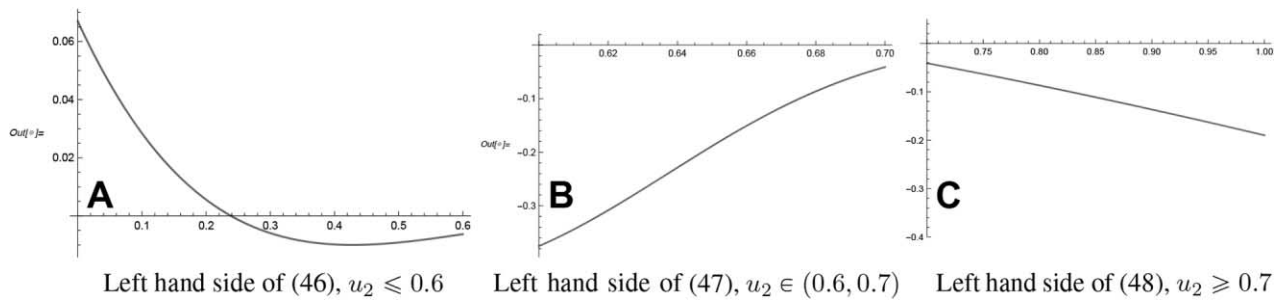 0.06
0.04
Out[•]=
0.02
A
0.1 0.2 0.3 0.4 0.5 0.6
Left hand side of (46), u₂ ⩽ 0.6
0.62 0.64 0.66 0.68 0.70
-0.1
Out[•]=
-0.2
B
-0.3
Left hand side of (47), u₂ ∈ (0.6, 0.7)
0.75 0.80 0.85 0.90 0.95 1.00
-0.1
-0.2
C
-0.3
-0.4
Left hand side of (48), u₂ ⩾ 0.7